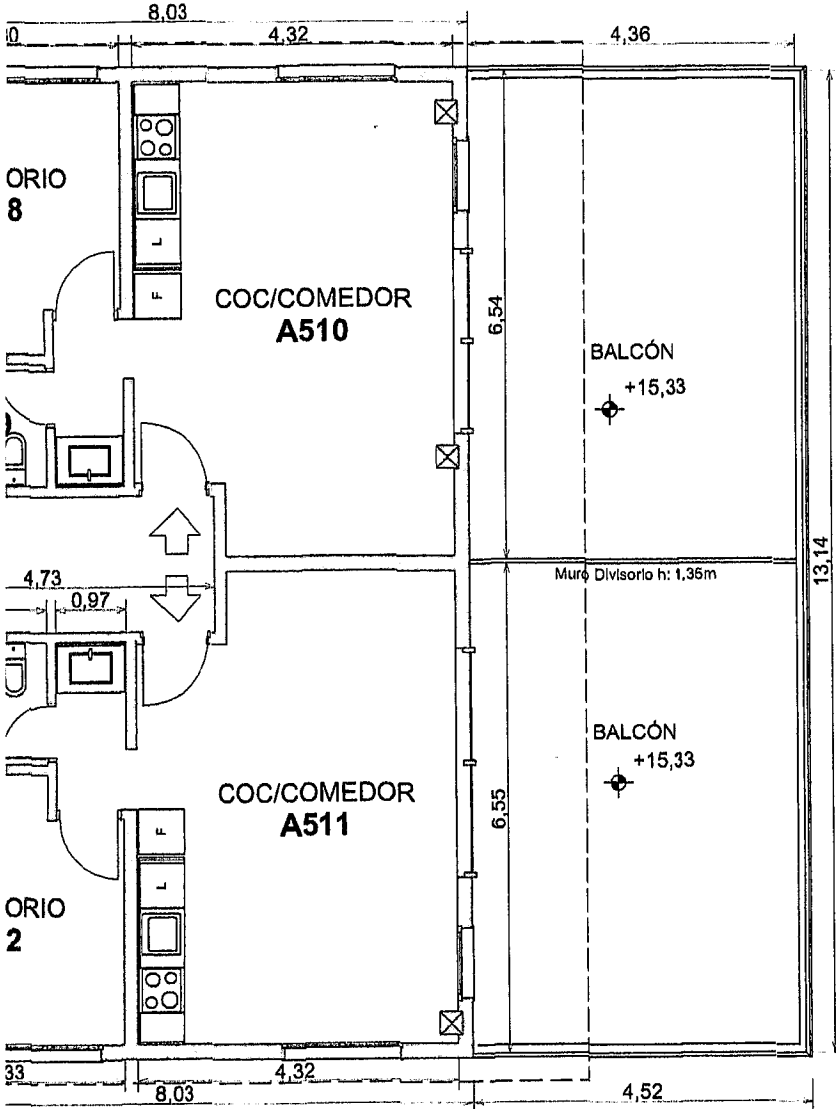 8,03
4,32
4,36
ORIO
8
L
F
COC/COMEDOR
A510
6,54
BALCÓN
+15,33
13,14
Muro Divisorio h: 1,35m
4,73
0,97
BALCÓN
+15,33
6,55
COC/COMEDOR
A511
F
L
ORIO
2
33
4,32
8,03
4,52